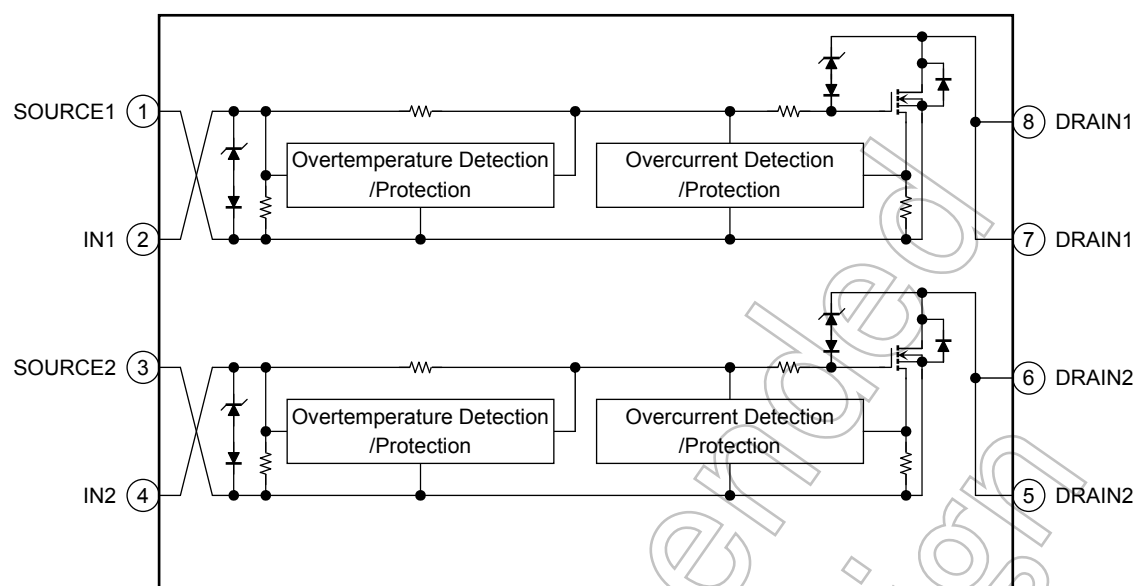 SOURCE1 1
IN1 2
SOURCE2 3
IN2 4
Overtemperature Detection
/Protection
Overcurrent Detection
/Protection
8 DRAIN1
7 DRAIN1
Overtemperature Detection
/Protection
Overcurrent Detection
/Protection
6 DRAIN2
5 DRAIN2